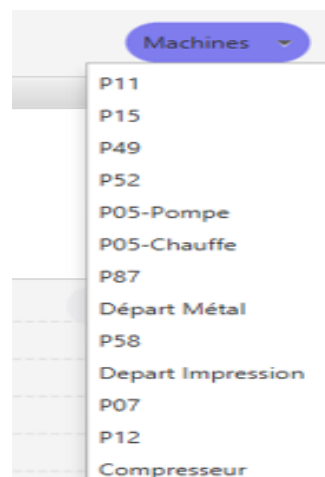 Machines
P11
P15
P49
P52
P05-Pompe
P05-Chauffe
P87
Départ Métal
P58
Depart Impression
P07
P12
Compresseur